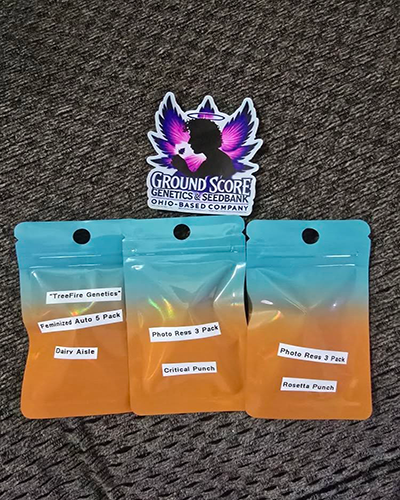 GROUND SCORE
GENETICS & SEEDBANK
OHIO-BASED COMPANY
"TreeFire Genetics"
Feminized Auto 5 Pack
Dairy Aisle
Photo Regs 3 Pack
Critical Punch
Photo Regs 3 Pack
Rosetta Punch